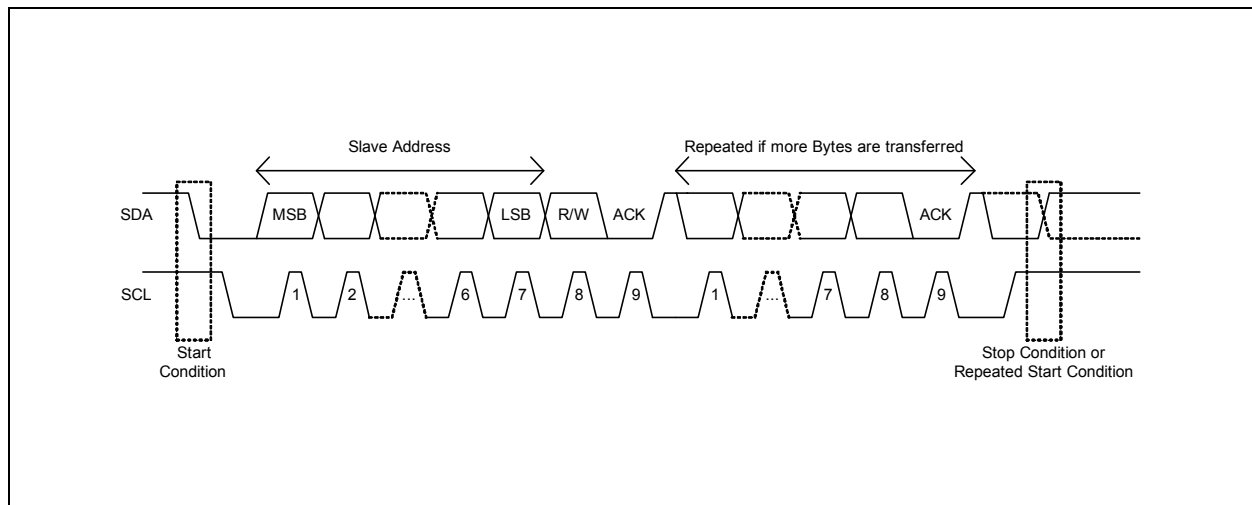 Slave Address
Repeated if more Bytes are transferred
SDA
MSB
LSB
R/W
ACK
ACK
SCL
1
2
...
6
7
8
9
1
...
7
8
9
Start
Condition
Stop Condition or
Repeated Start Condition